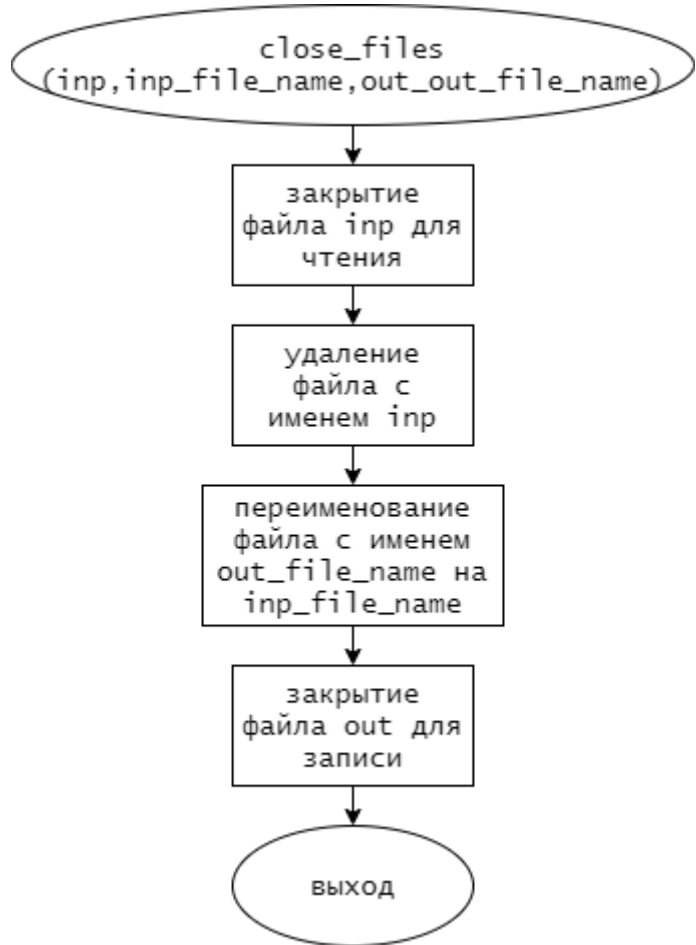 close_files
(inp,inp_file_name,out_out_file_name)
закрытие
файла inp для
чтения
удаление
файла с
именем inp
переименование
файла с именем
out_file_name на
inp_file_name
закрытие
файла out для
записи
выход